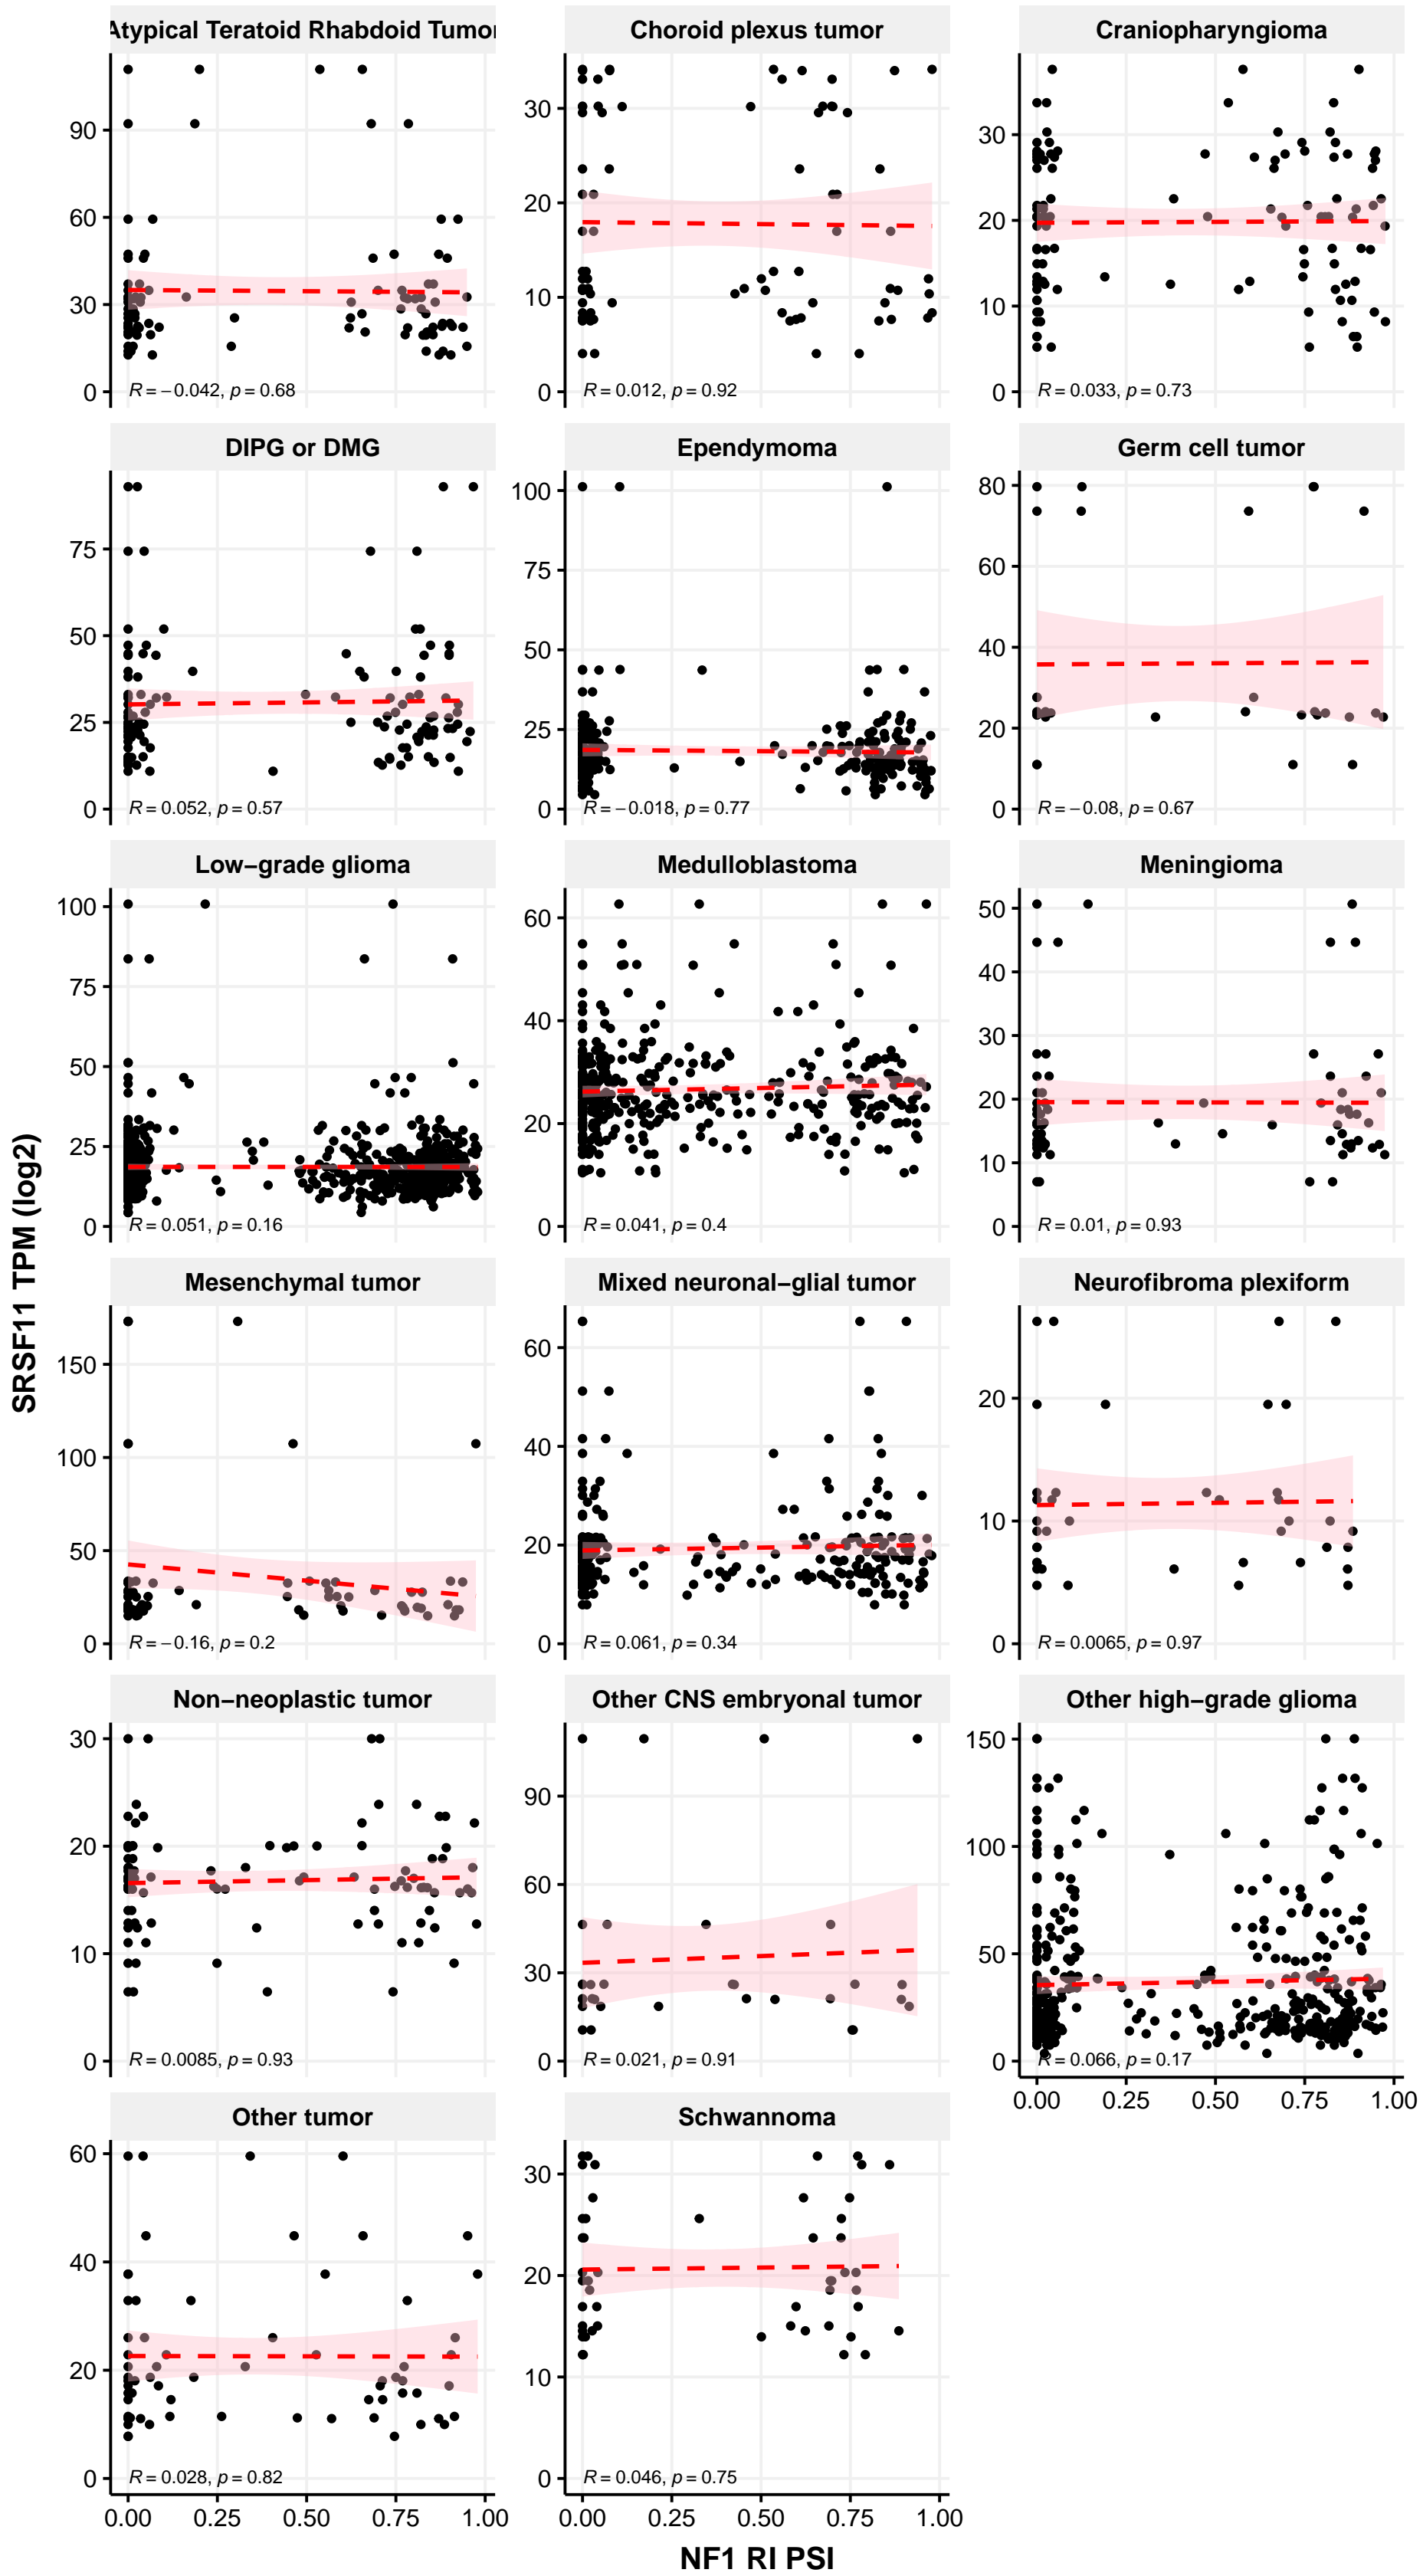 Atypical Teratoid Rhabdoid Tumor
Choroid plexus tumor
Craniopharyngioma
90
60
30
0
R = −0.042, p = 0.68
30
20
10
0
R = 0.012, p = 0.92
30
20
10
0
R = 0.033, p = 0.73
DIPG or DMG
Ependymoma
Germ cell tumor
75
50
25
0
R = 0.052, p = 0.57
100
75
50
25
0
R = −0.018, p = 0.77
80
60
40
20
0
R = −0.08, p = 0.67
Low−grade glioma
Medulloblastoma
Meningioma
100
75
50
25
0
R = 0.051, p = 0.16
60
40
20
0
R = 0.041, p = 0.4
50
40
30
20
10
0
R = 0.01, p = 0.93
SRSF11 TPM (log2)
Mesenchymal tumor
Mixed neuronal−glial tumor
Neurofibroma plexiform
150
100
50
0
R = −0.16, p = 0.2
60
40
20
0
R = 0.061, p = 0.34
20
10
0
R = 0.0065, p = 0.97
Non−neoplastic tumor
Other CNS embryonal tumor
Other high−grade glioma
30
20
10
0
R = 0.0085, p = 0.93
90
60
30
0
R = 0.021, p = 0.91
150
100
50
0
R = 0.066, p = 0.17
0.00 0.25 0.50 0.75 1.00
Other tumor
Schwannoma
60
40
20
0
R = 0.028, p = 0.82
30
20
10
0
R = 0.046, p = 0.75
0.00 0.25 0.50 0.75 1.00
0.00 0.25 0.50 0.75 1.00
NF1 RI PSI